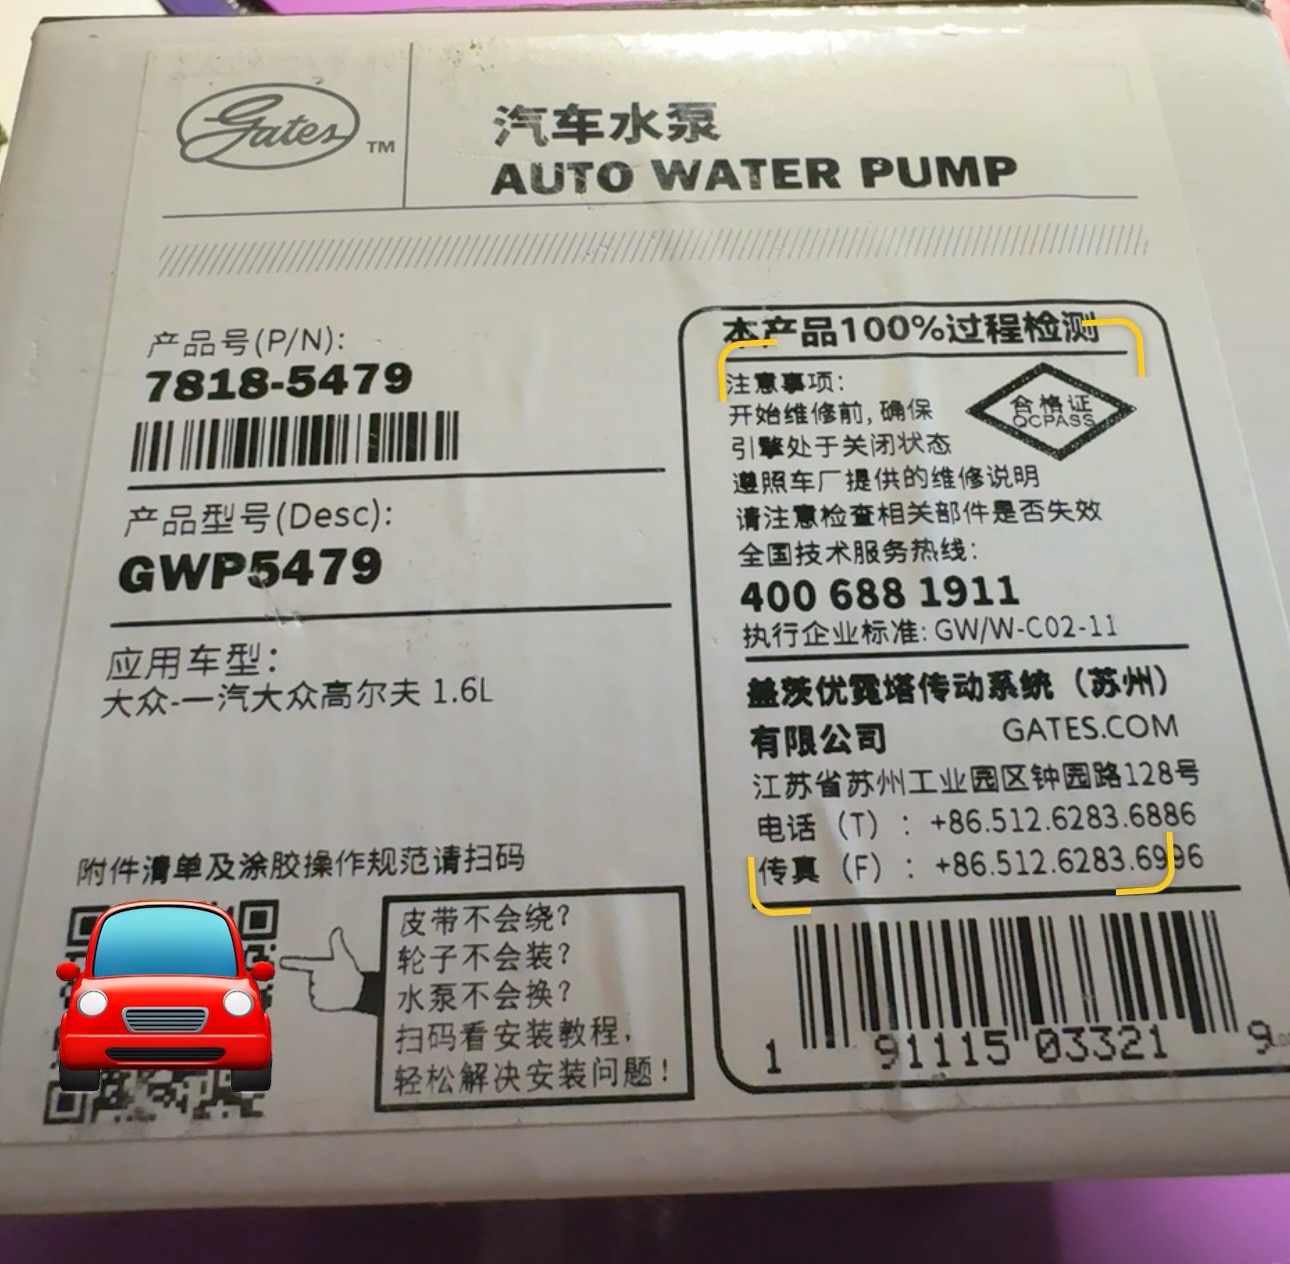 Gates TM
汽车水泵
AUTO WATER PUMP
产品号(P/N):
7818-5479
产品型号(Desc):
GWP5479
应用车型:
大众-一汽大众高尔夫 1.6L
附件清单及涂胶操作规范请扫码
皮带不会绕?
轮子不会装?
水泵不会换?
扫码看安装教程,
轻松解决安装问题!
本产品100%过程检测
注意事项:
开始维修前,确保
引擎处于关闭状态
遵照车厂提供的维修说明
请注意检查相关部件是否失效
合格证
QCPASS
全国技术服务热线:
400 688 1911
执行企业标准: GW/W-C02-11
盖茨优霓塔传动系统(苏州)
有限公司 GATES.COM
江苏省苏州工业园区钟园路128号
电话(T): +86.512.6283.6886
传真(F): +86.512.6283.6996
1 91115 03321 9